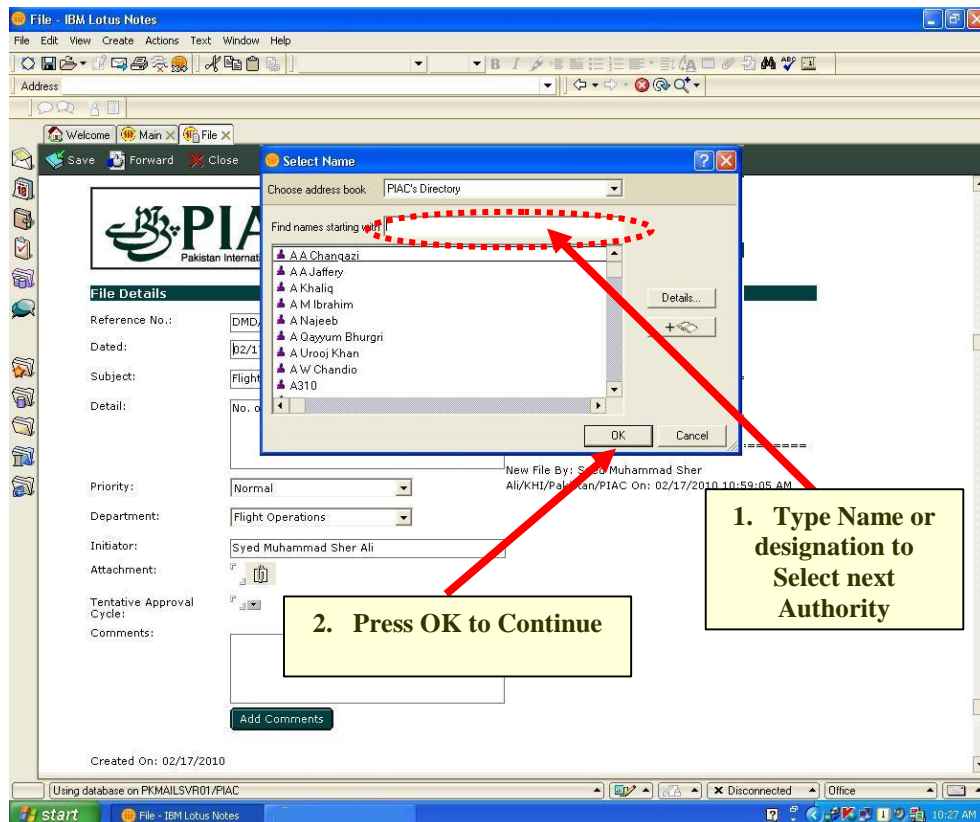 File - IBM Lotus Notes
File Edit View Create Actions Text Window Help
Address
Welcome Main File
Save Forward Close
PIA
Pakistan Internat
Select Name
Choose address book PIAC's Directory
Find names starting with
A A Changazi
A A Jaffery
A Khaliq
A M Ibrahim
A Najeeb
A Qayyum Bhurgri
A Urooj Khan
A W Chandio
A310
Details...
OK Cancel
File Details
Reference No.: DMD/
Dated: 02/1
Subject: Flight
Detail: No. o
New File By: Syed Muhammad Sher
Ali/KHI/Pakistan/PIAC On: 02/17/2010 10:59:05 AM
Priority: Normal
Department: Flight Operations
Initiator: Syed Muhammad Sher Ali
Attachment:
Tentative Approval
Cycle:
Comments:
Add Comments
Created On: 02/17/2010
1. Type Name or
designation to
Select next
Authority
2. Press OK to Continue
Using database on PKMAILSVR01/PIAC Disconnected Office
start File - IBM Lotus Notes 10:27 AM